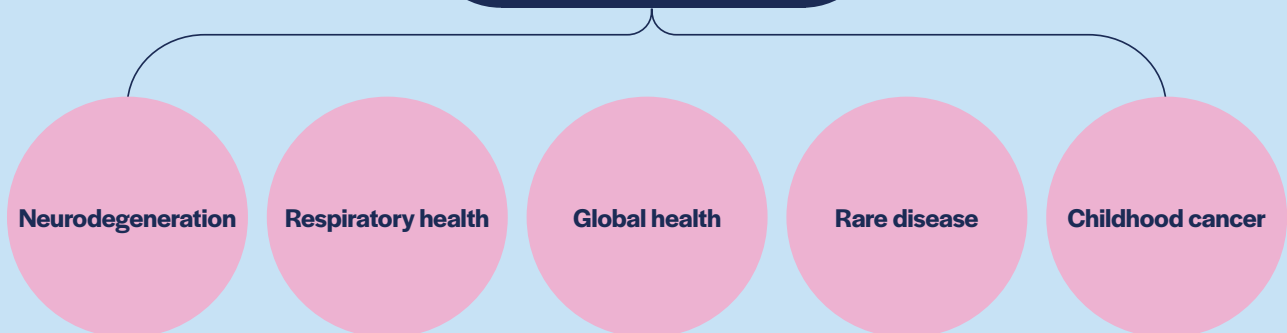 Neurodegeneration
Respiratory health
Global health
Rare disease
Childhood cancer